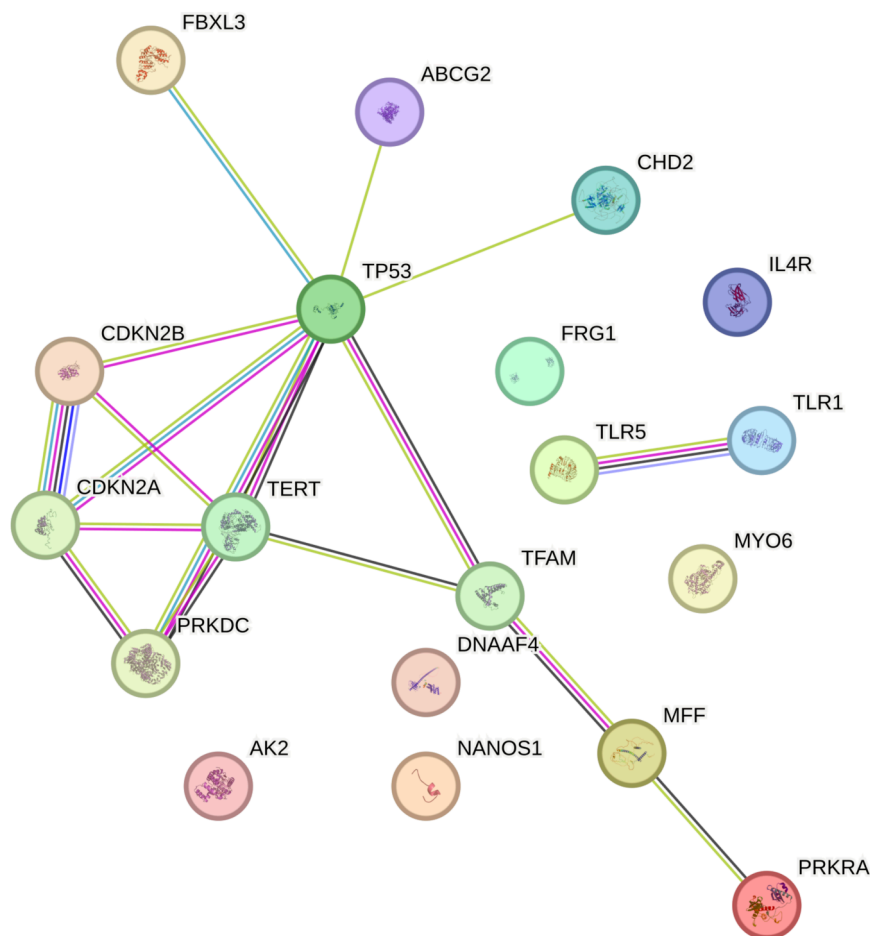 FBXL3
ABCG2
CHD2
TP53
IL4R
CDKN2B
FRG1
TLR1
TLR5
CDKN2A
TERT
MYO6
TFAM
PRKDC
DNAAF4
MFF
AK2
NANOS1
PRKRA